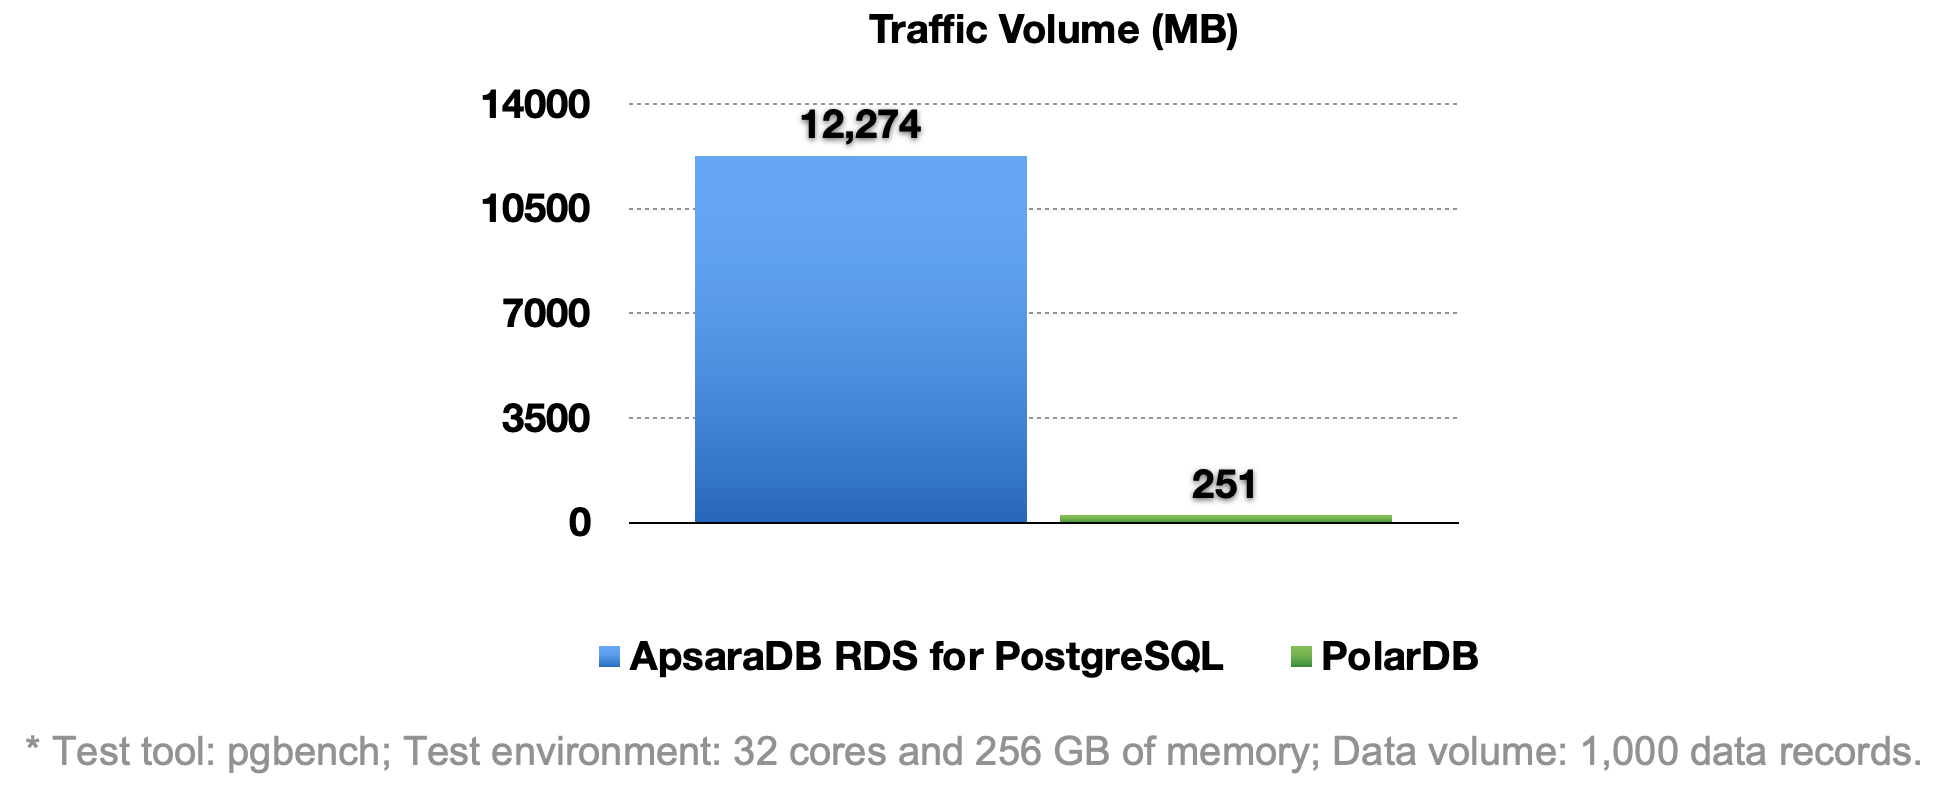 Traffic Volume (MB)
14000
12,274
10500
7000
3500
251
0
ApsaraDB RDS for PostgreSQL PolarDB
* Test tool: pgbench; Test environment: 32 cores and 256 GB of memory; Data volume: 1,000 data records.